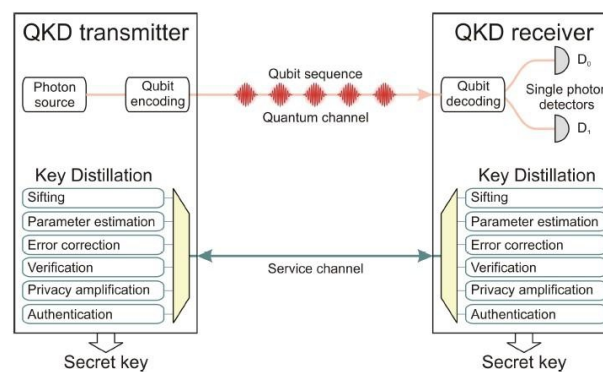 QKD transmitter
Photon
source
Qubit
encoding
Qubit sequence
Quantum channel
QKD receiver
Qubit
decoding
D₀
Single photon
detectors
D₁
Key Distillation
Sifting
Parameter estimation
Error correction
Verification
Privacy amplification
Authentication
Service channel
Key Distillation
Sifting
Parameter estimation
Error correction
Verification
Privacy amplification
Authentication
Secret key
Secret key